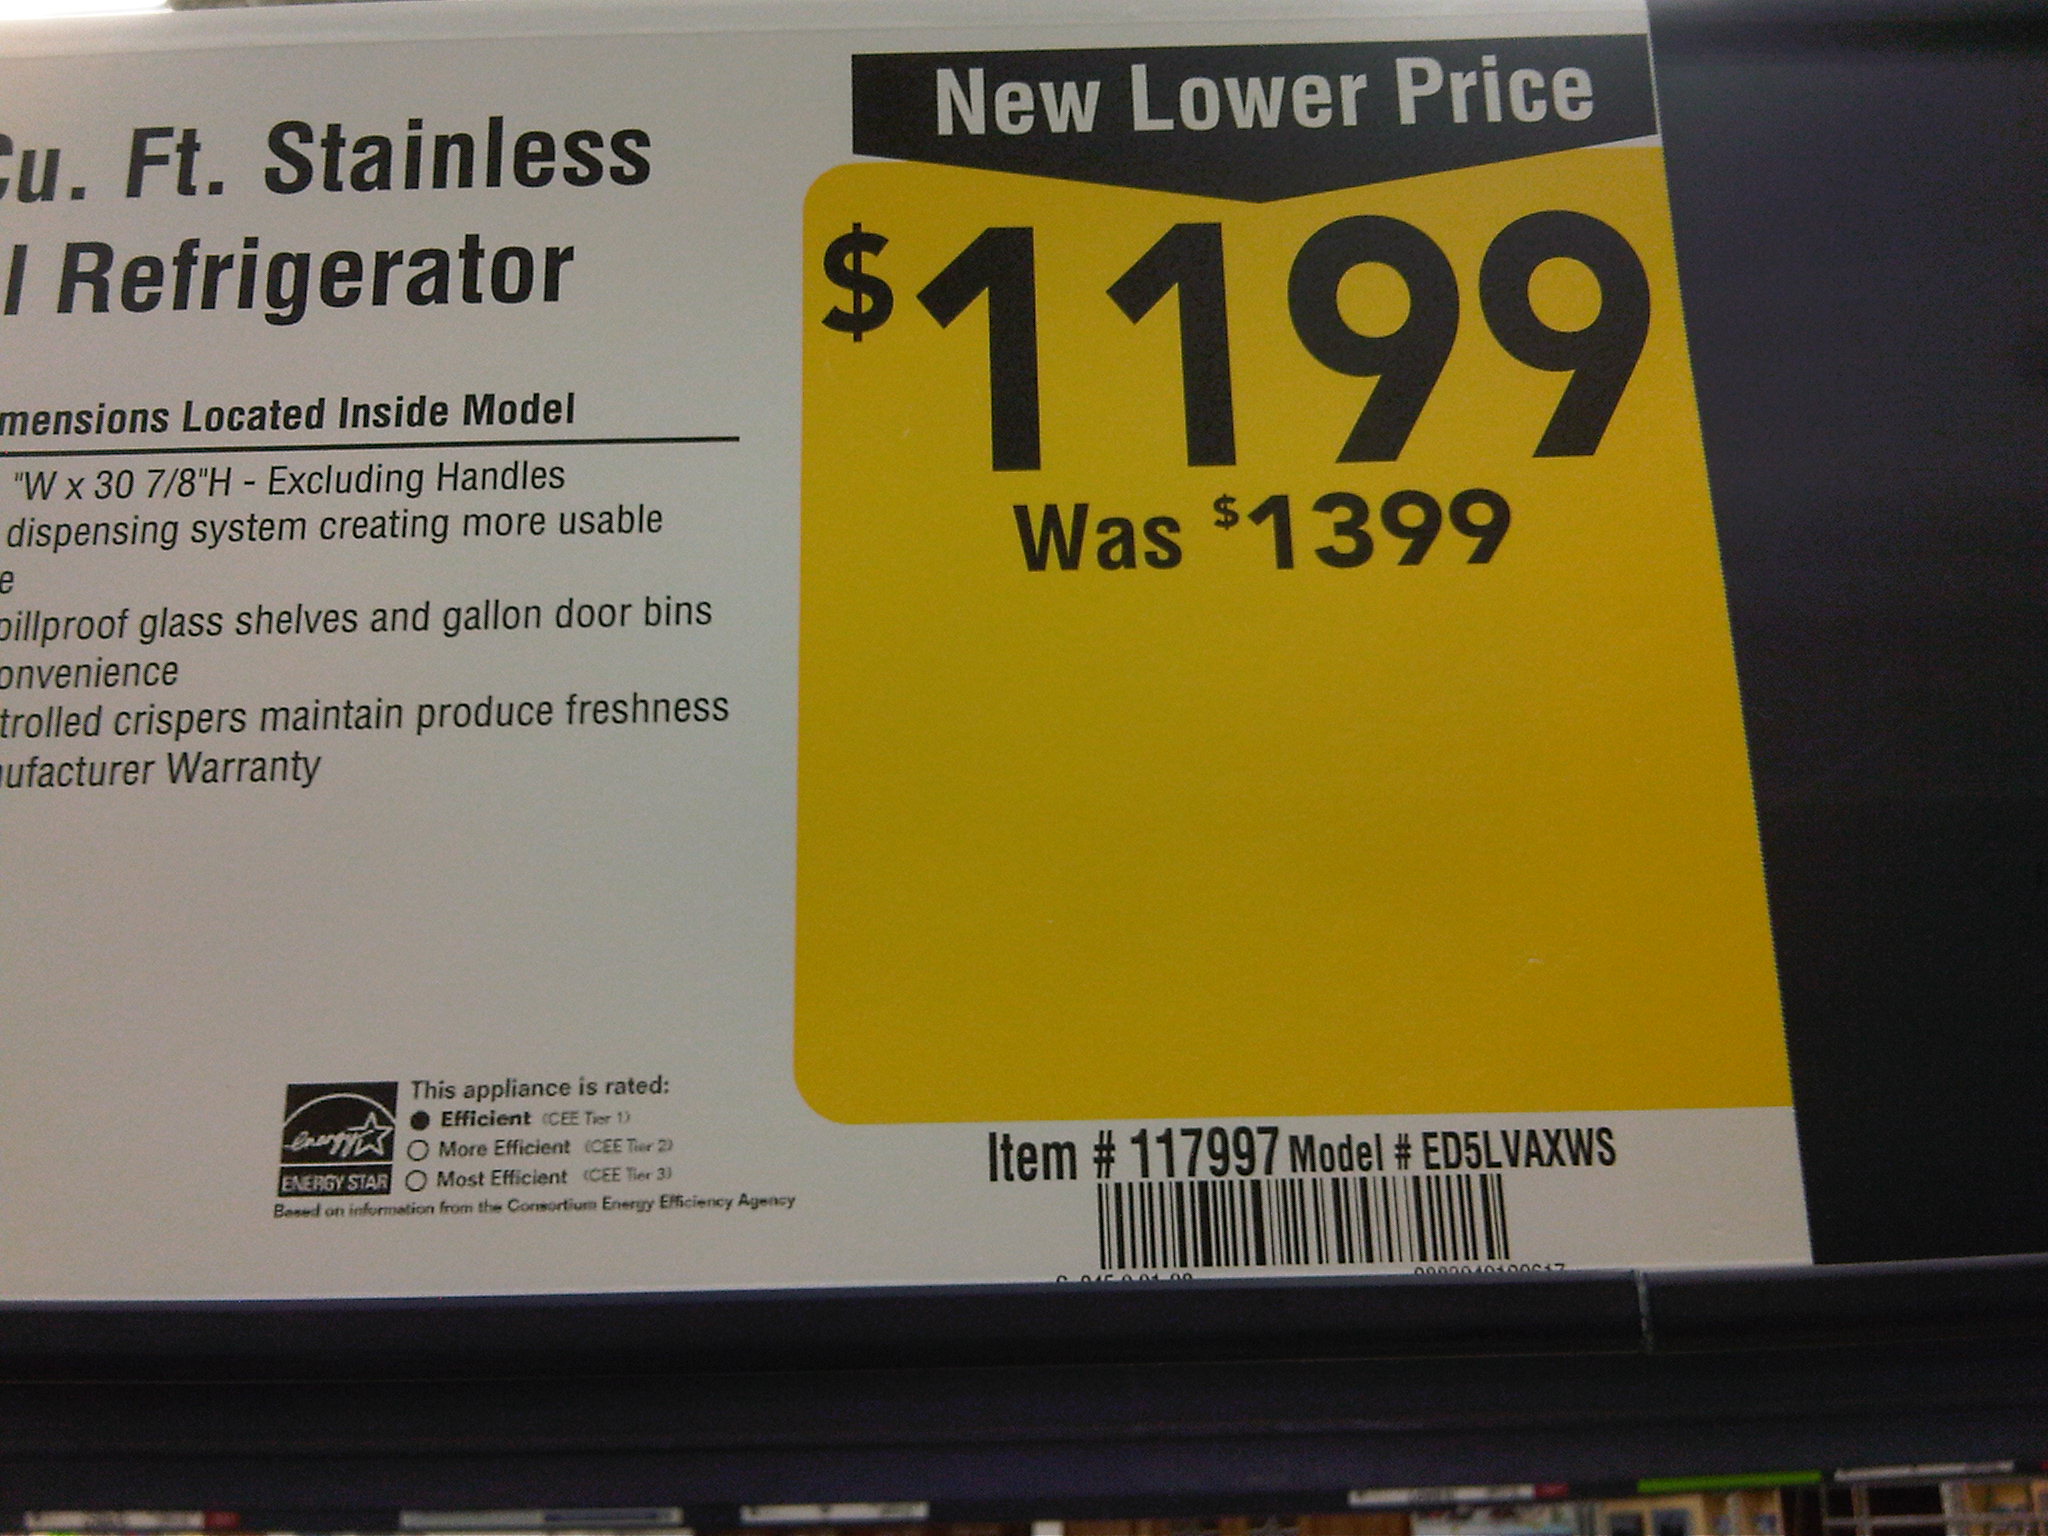 Cu. Ft. Stainless
l Refrigerator
mensions Located Inside Model
"W x 30 7/8"H - Excluding Handles
dispensing system creating more usable
e
pillproof glass shelves and gallon door bins
onvenience
trolled crispers maintain produce freshness
nufacturer Warranty
New Lower Price
$1199
Was $1399
energy
ENERGY STAR
This appliance is rated:
Efficient (CEE Tier 1)
More Efficient (CEE Tier 2)
Most Efficient (CEE Tier 3)
Based on information from the Consortium Energy Efficiency Agency
Item # 117997 Model # ED5LVAXWS